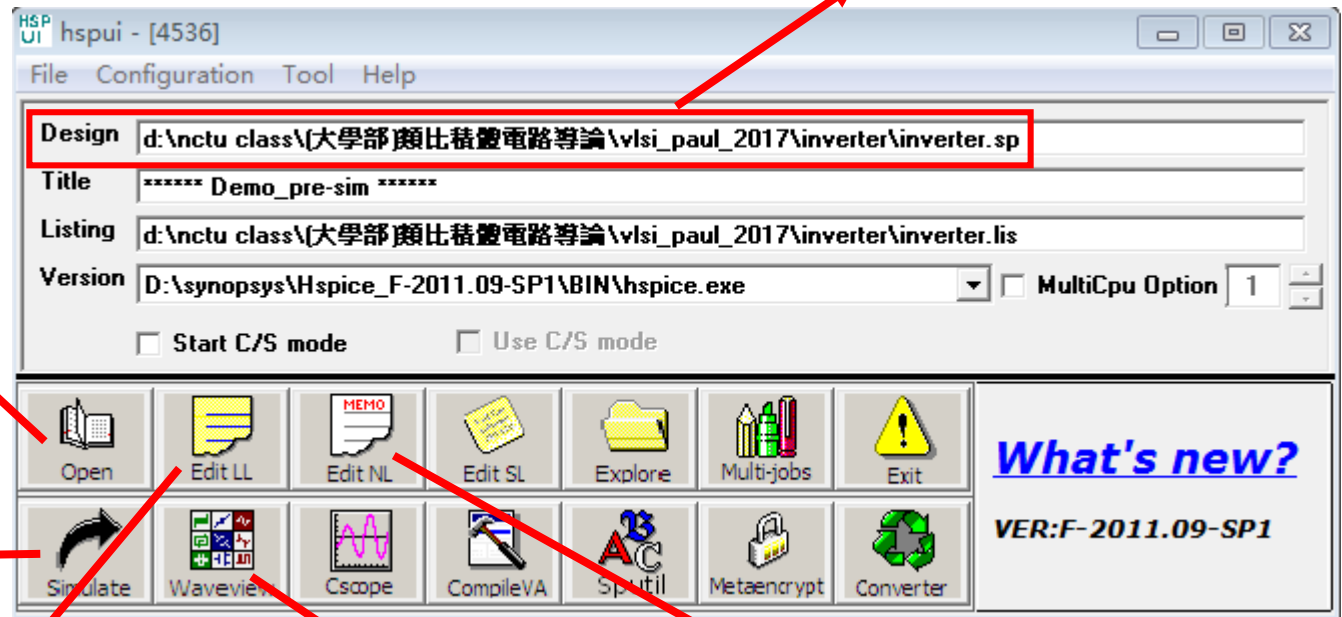 HSP UI hspui - [4536]
File Configuration Tool Help
Design d:\nctu class\(大學部)類比積體電路導論\vlsi_paul_2017\inverter\inverter.sp
Title ****** Demo_pre-sim ******
Listing d:\nctu class\(大學部)類比積體電路導論\vlsi_paul_2017\inverter\inverter.lis
Version D:\synopsys\Hspice_F-2011.09-SP1\BIN\hspice.exe MultiCpu Option 1
Start C/S mode Use C/S mode
MEMO
Open Edit LL Edit NL Edit SL Explore Multi-jobs Exit
What's new?
VER:F-2011.09-SP1
Simulate Waveview Cscope CompileVA Sputil Metaencrypt Converter